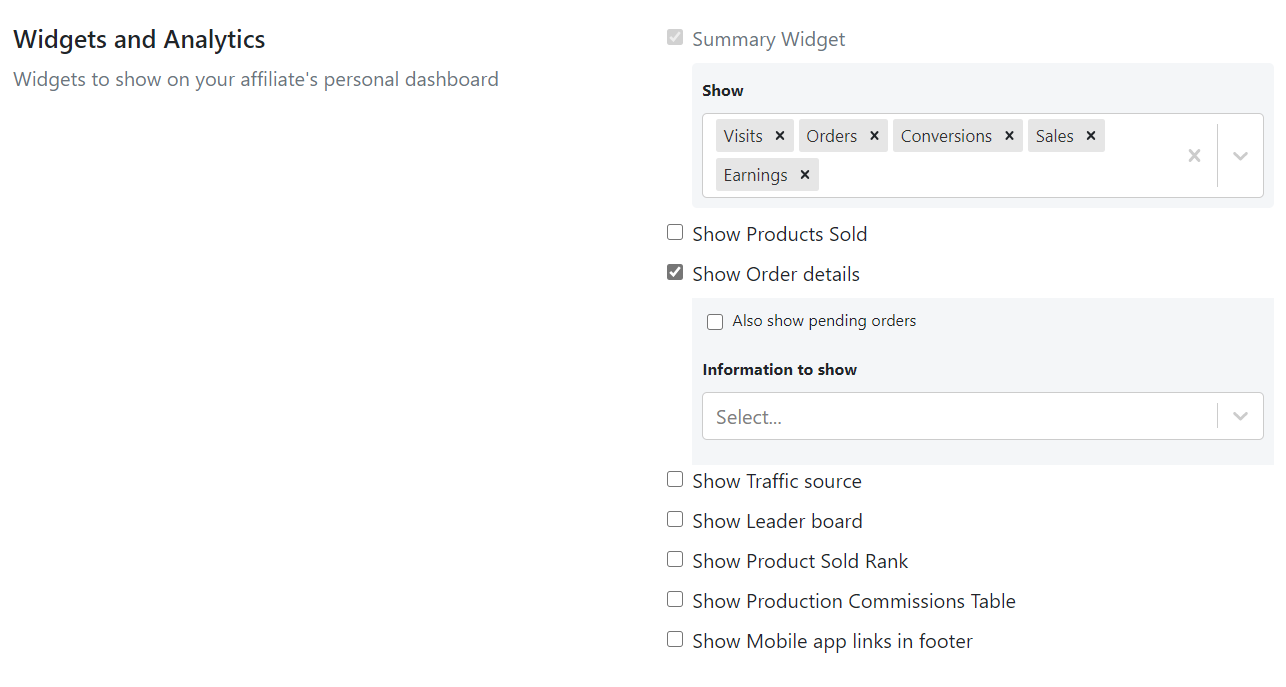 Widgets and Analytics
Widgets to show on your affiliate's personal dashboard
Summary Widget
Show
Visits Orders Conversions Sales
Earnings
Show Products Sold
Show Order details
Also show pending orders
Information to show
Select...
Show Traffic source
Show Leader board
Show Product Sold Rank
Show Production Commissions Table
Show Mobile app links in footer